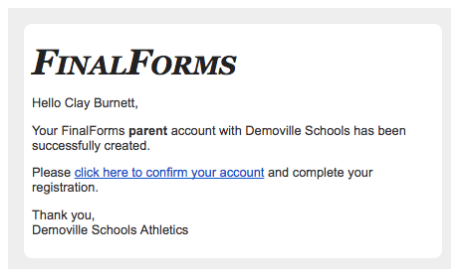 FINALFORMS
Hello Clay Burnett,
Your FinalForms parent account with Demoville Schools has been
successfully created.
Please click here to confirm your account and complete your
registration.
Thank you,
Demoville Schools Athletics